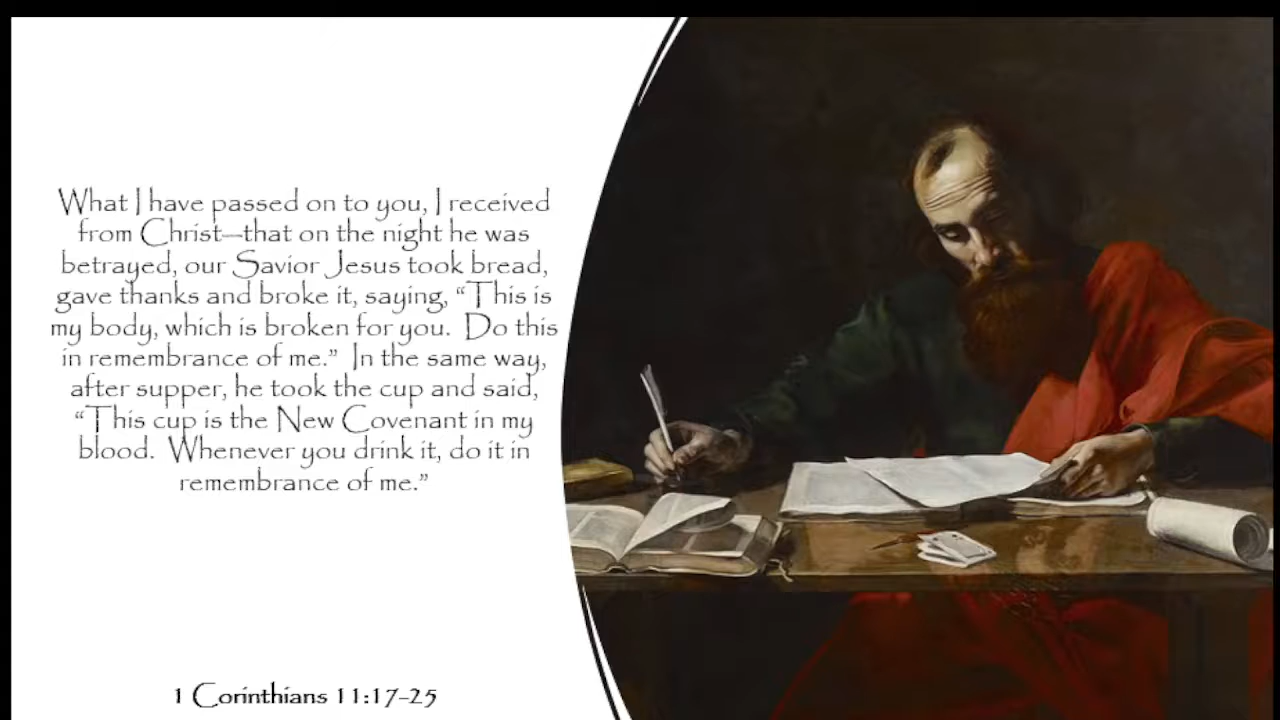 What I have passed on to you, I received
from Christ—that on the night he was
betrayed, our Savior Jesus took bread,
gave thanks and broke it, saying, “This is
my body, which is broken for you.  Do this
in remembrance of me.”  In the same way,
after supper, he took the cup and said,
“This cup is the New Covenant in my
blood.  Whenever you drink it, do it in
remembrance of me.”
1 Corinthians 11:17-25